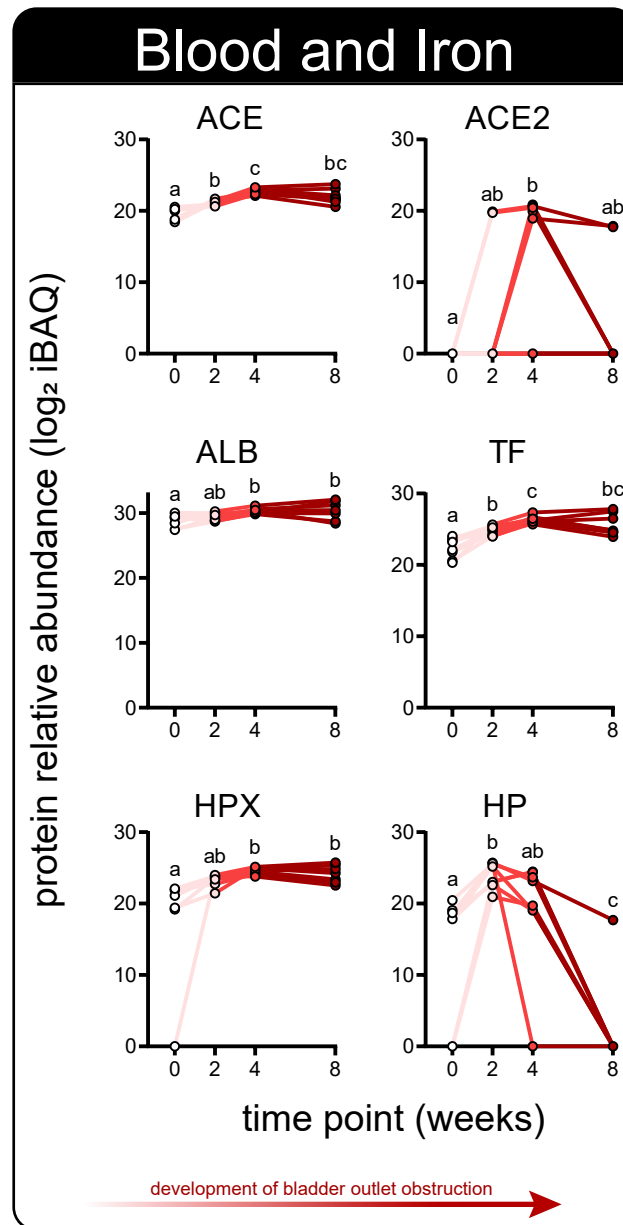 Blood and Iron
protein relative abundance (log₂ iBAQ)
ACE
30
20
10
0
a
b
c
bc
0 2 4 8
ACE2
30
20
10
0
a
ab
b
ab
0 2 4 8
ALB
30
20
10
0
a
ab
b
b
0 2 4 8
TF
30
20
10
0
a
b
c
bc
0 2 4 8
HPX
30
20
10
0
a
ab
b
b
0 2 4 8
HP
30
20
10
0
a
b
ab
c
0 2 4 8
time point (weeks)
development of bladder outlet obstruction